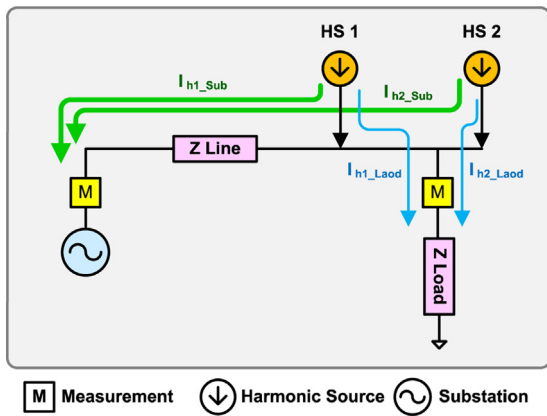 HS 1
HS 2
I h1_Sub
I h2_Sub
Z Line
I h1_Laod
I h2_Laod
M
M
Z Load
M Measurement
Harmonic Source
Substation